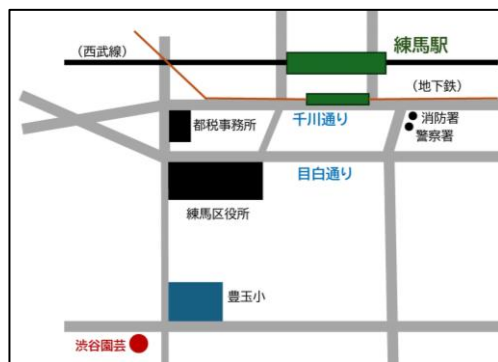 練馬駅
(西武線)
(地下鉄)
都税事務所
千川通り
消防署
警察署
目白通り
練馬区役所
豊玉小
渋谷園芸